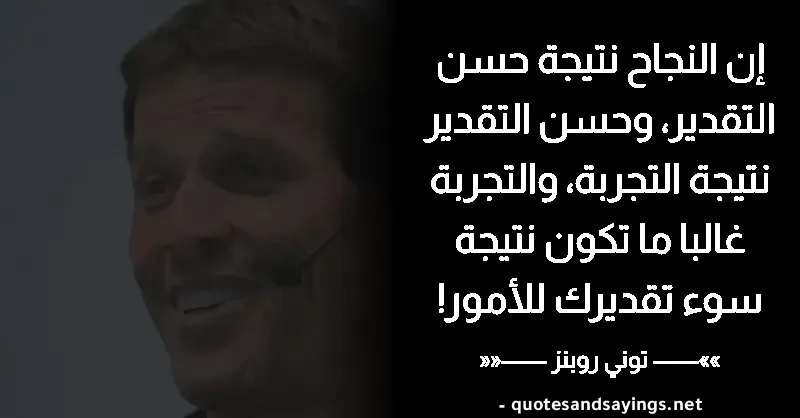 إن النجاح نتيجة حسن
التقدير، وحسن التقدير
نتيجة التجربة، والتجربة
غالبا ما تكون نتيجة
سوء تقديرك للأمور!
»»—— توني روبنز ——««
- quotesandsayings.net